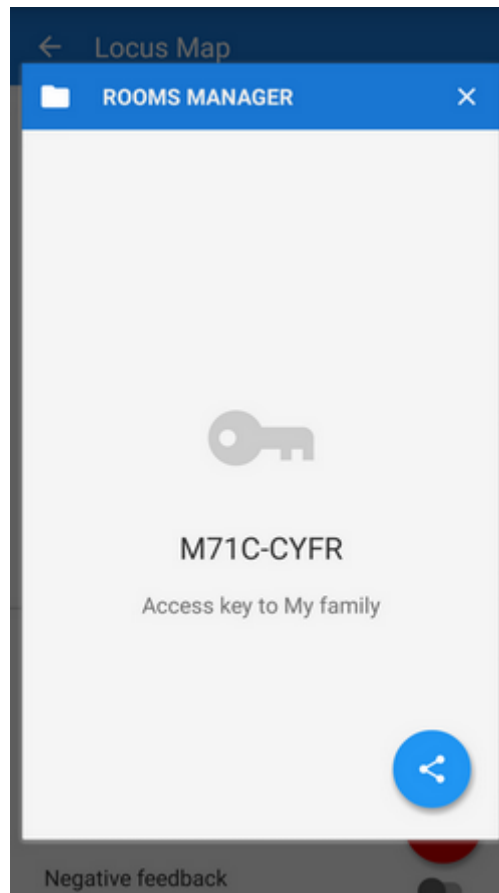 Locus Map
ROOMS MANAGER
M71C-CYFR
Access key to My family
Negative feedback